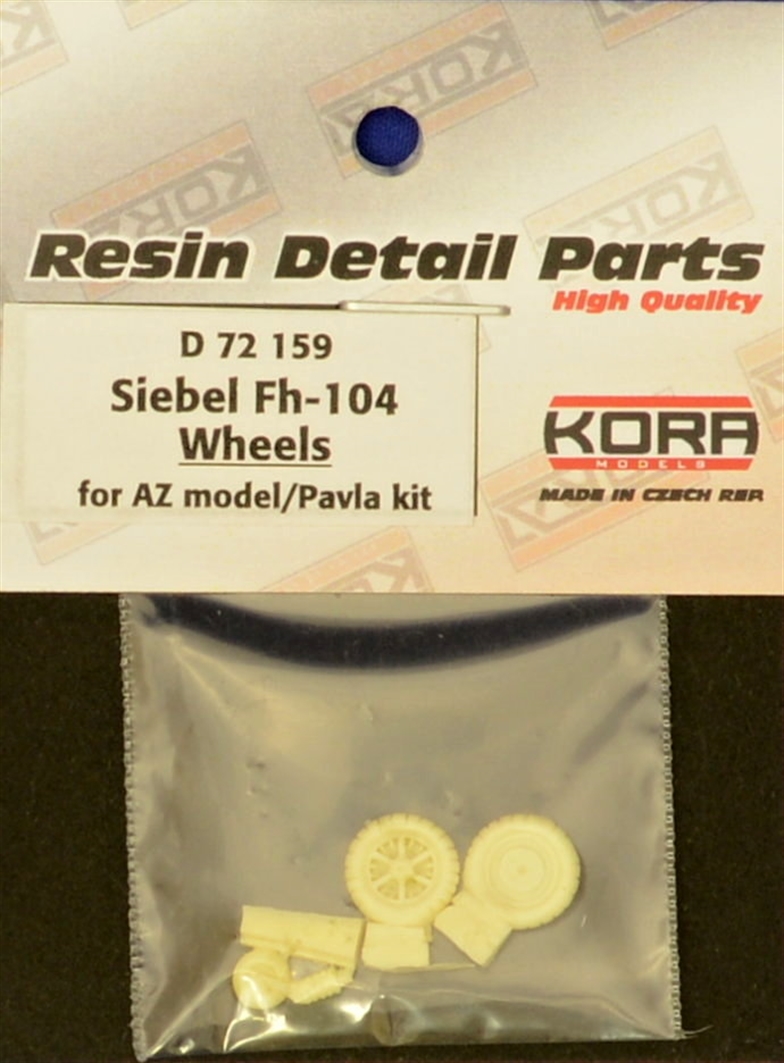 Resin Detail Parts
High Quality
D 72 159
Siebel Fh-104
Wheels
for AZ model/Pavla kit
KORA
MODELS
MADE IN CZECH REP.